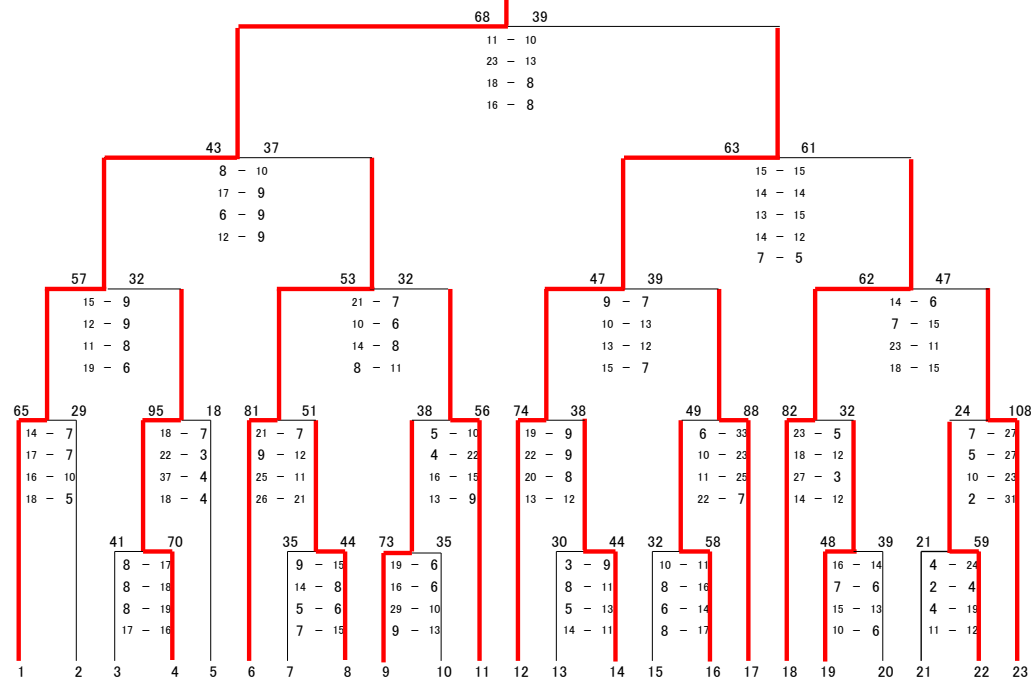 68 39
11 － 10
23 － 13
18 － 8
16 － 8
43 37 63 61
8 － 10 15 － 15
17 － 9 14 － 14
6 － 9 13 － 15
12 － 9 14 － 12
7 － 5
57 32 53 32 47 39 62 47
15 － 9 21 － 7 9 － 7 14 － 6
12 － 9 10 － 6 10 － 13 7 － 15
11 － 8 14 － 8 13 － 12 23 － 11
19 － 6 8 － 11 15 － 7 18 － 15
65 29 95 18 81 51 38 56 74 38 49 88 82 32 24 108
14 － 7 18 － 7 21 － 7 5 － 10 19 － 9 6 － 33 23 － 5 7 － 27
17 － 7 22 － 3 9 － 12 4 － 22 22 － 9 10 － 23 18 － 12 5 － 27
16 － 10 37 － 4 25 － 11 16 － 15 20 － 8 11 － 25 27 － 3 10 － 23
18 － 5 18 － 4 26 － 21 13 － 9 13 － 12 22 － 7 14 － 12 2 － 31
41 70 35 44 73 35 30 44 32 58 48 39 21 59
8 － 17 9 － 15 19 － 6 3 － 9 10 － 11 16 － 14 4 － 24
8 － 18 14 － 8 16 － 6 8 － 11 8 － 16 7 － 6 2 － 4
8 － 19 5 － 6 29 － 10 5 － 13 6 － 14 15 － 13 4 － 19
17 － 16 7 － 15 9 － 13 14 － 11 8 － 17 10 － 6 11 － 12
1 2 3 4 5 6 7 8 9 10 11 12 13 14 15 16 17 18 19 20 21 22 23